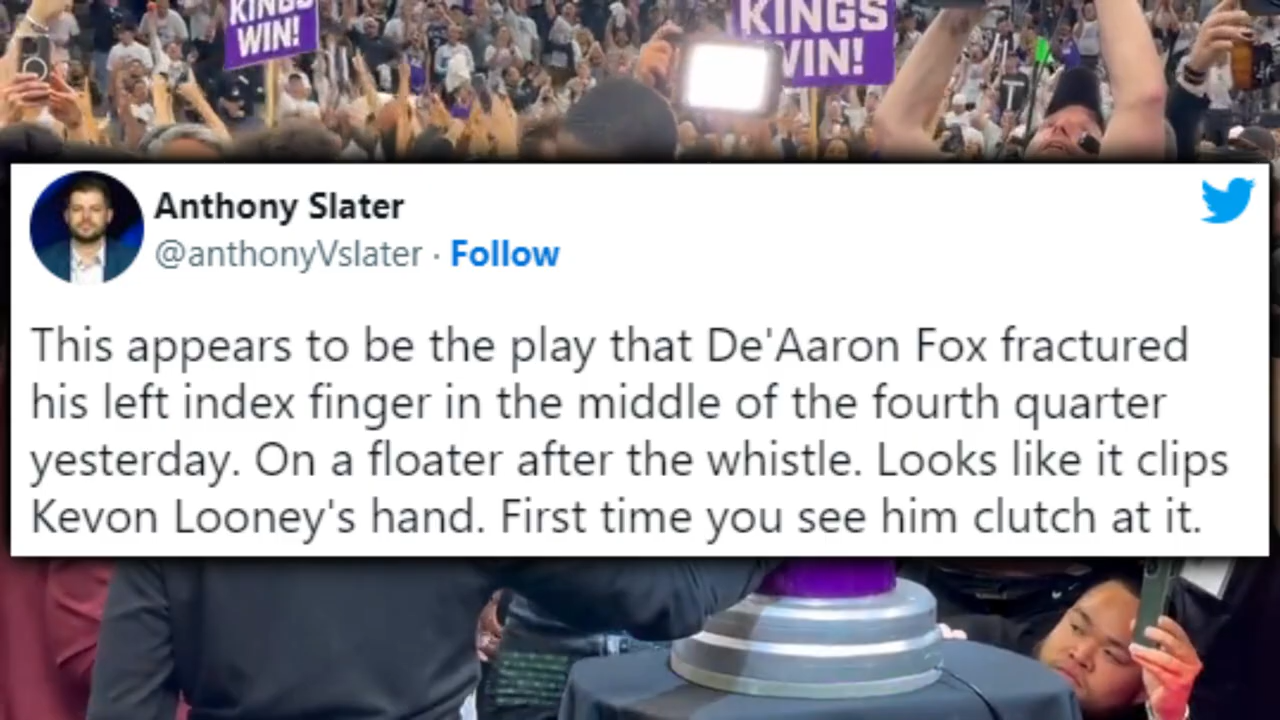 KINGS
WIN!
KINGS
WIN!
Anthony Slater
@anthonyVslater · Follow
This appears to be the play that De'Aaron Fox fractured
his left index finger in the middle of the fourth quarter
yesterday. On a floater after the whistle. Looks like it clips
Kevon Looney's hand. First time you see him clutch at it.